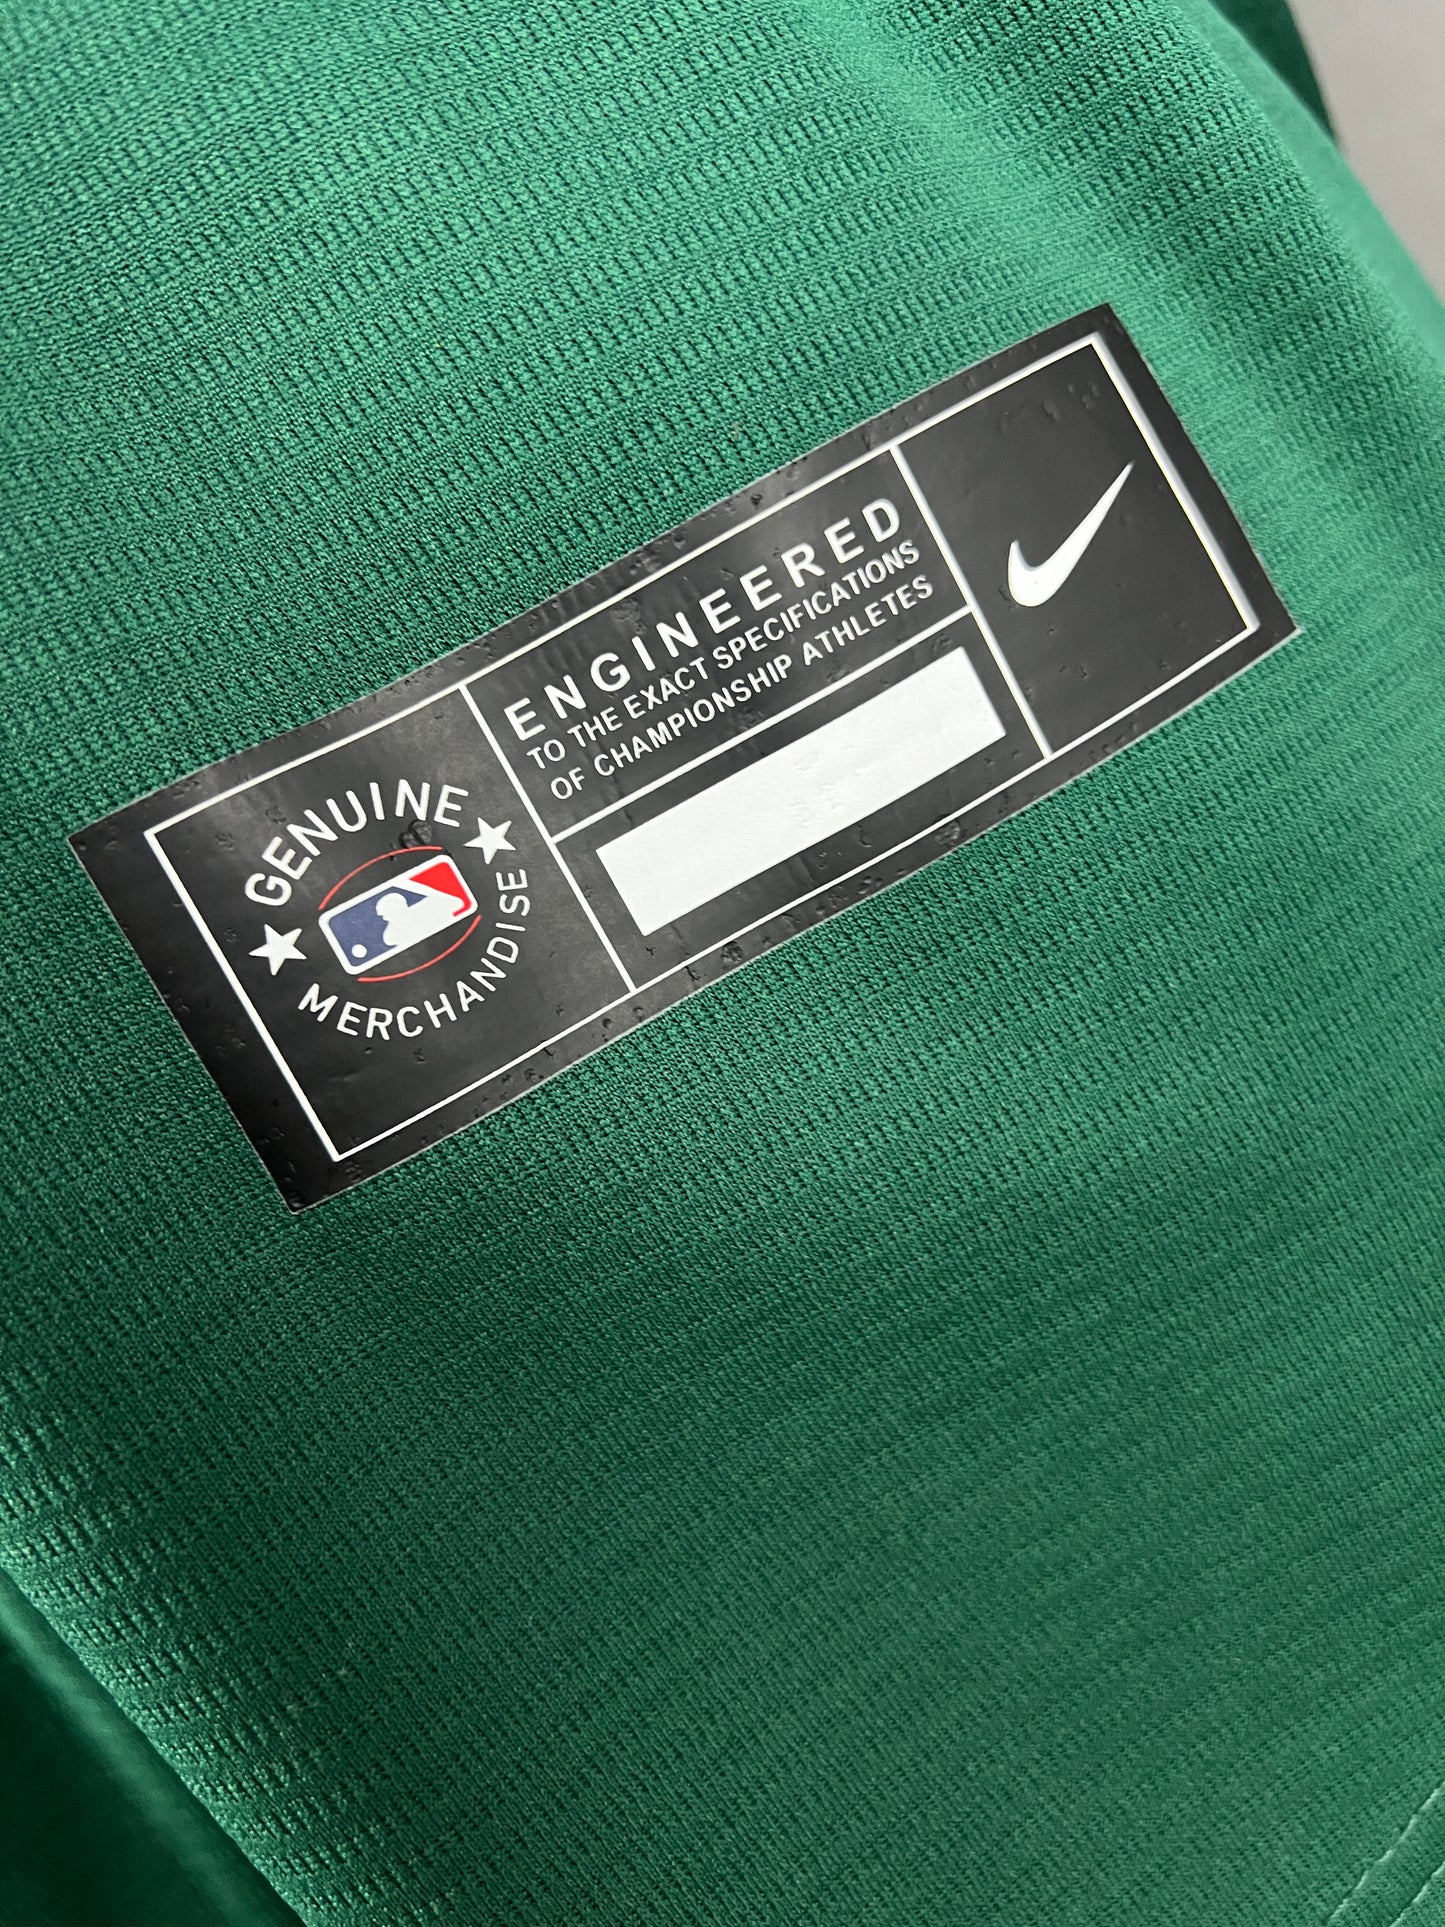 GENUINE
MERCHANDISE
ENGINEERED
TO THE EXACT SPECIFICATIONS
OF CHAMPIONSHIP ATHLETES